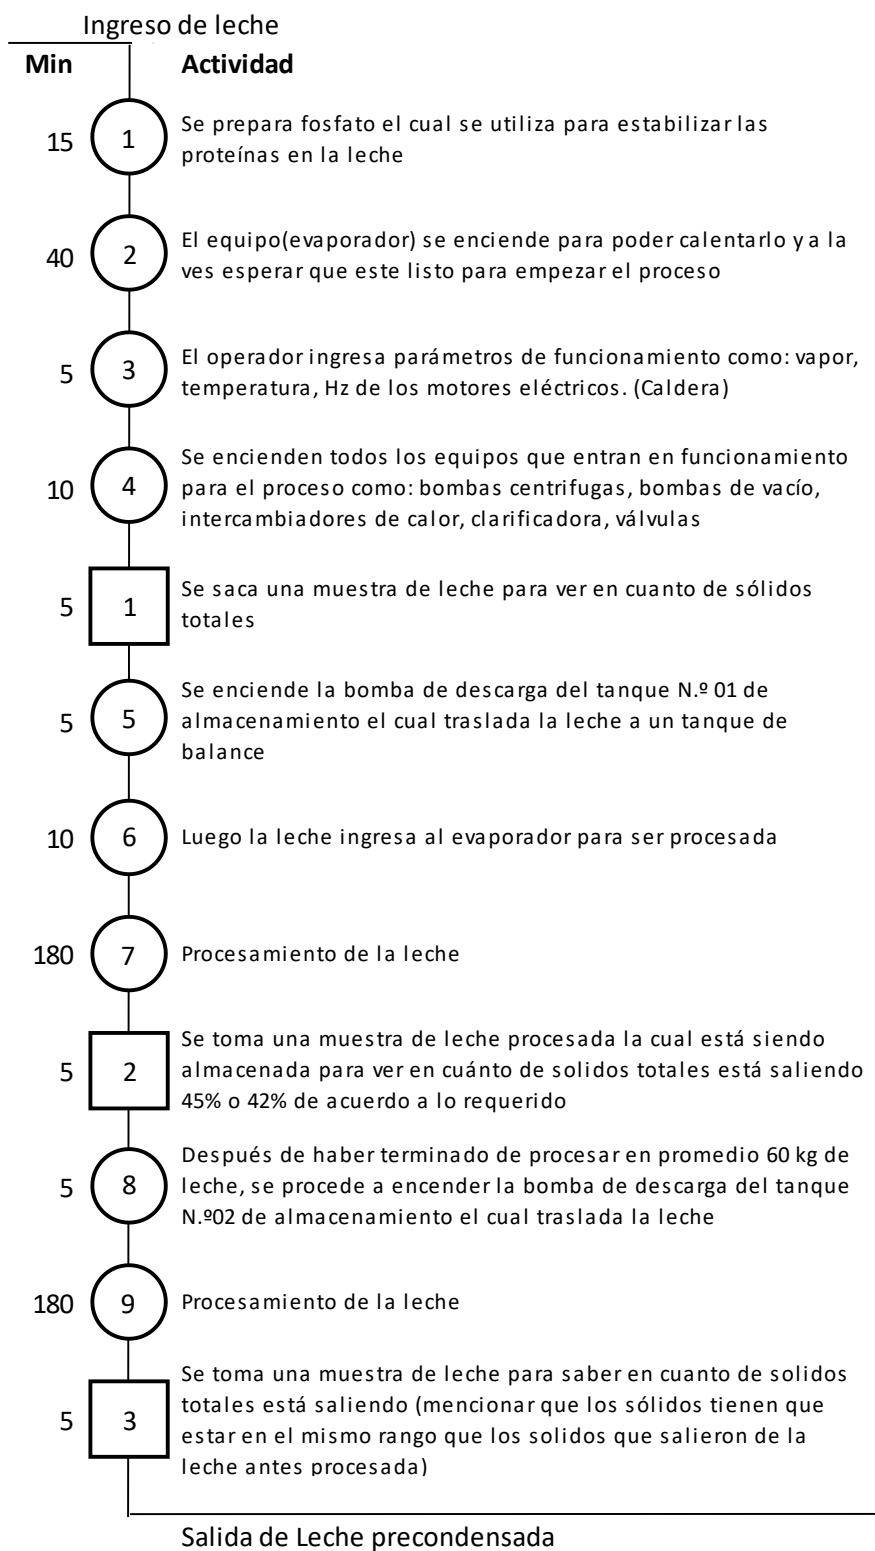 Ingreso de leche
Min Actividad
15 1 Se prepara fosfato el cual se utiliza para estabilizar las
proteínas en la leche
40 2 El equipo(evaporador) se enciende para poder calentarlo y a la
ves esperar que este listo para empezar el proceso
5 3 El operador ingresa parámetros de funcionamiento como: vapor,
temperatura, Hz de los motores eléctricos. (Caldera)
10 4 Se encienden todos los equipos que entran en funcionamiento
para el proceso como: bombas centrifugas, bombas de vacío,
intercambiadores de calor, clarificadora, válvulas
5 1 Se saca una muestra de leche para ver en cuanto de sólidos
totales
5 5 Se enciende la bomba de descarga del tanque N.º 01 de
almacenamiento el cual traslada la leche a un tanque de
balance
10 6 Luego la leche ingresa al evaporador para ser procesada
180 7 Procesamiento de la leche
5 2 Se toma una muestra de leche procesada la cual está siendo
almacenada para ver en cuánto de solidos totales está saliendo
45% o 42% de acuerdo a lo requerido
5 8 Después de haber terminado de procesar en promedio 60 kg de
leche, se procede a encender la bomba de descarga del tanque
N.º02 de almacenamiento el cual traslada la leche
180 9 Procesamiento de la leche
5 3 Se toma una muestra de leche para saber en cuanto de solidos
totales está saliendo (mencionar que los sólidos tienen que
estar en el mismo rango que los solidos que salieron de la
leche antes procesada)
Salida de Leche precondensada